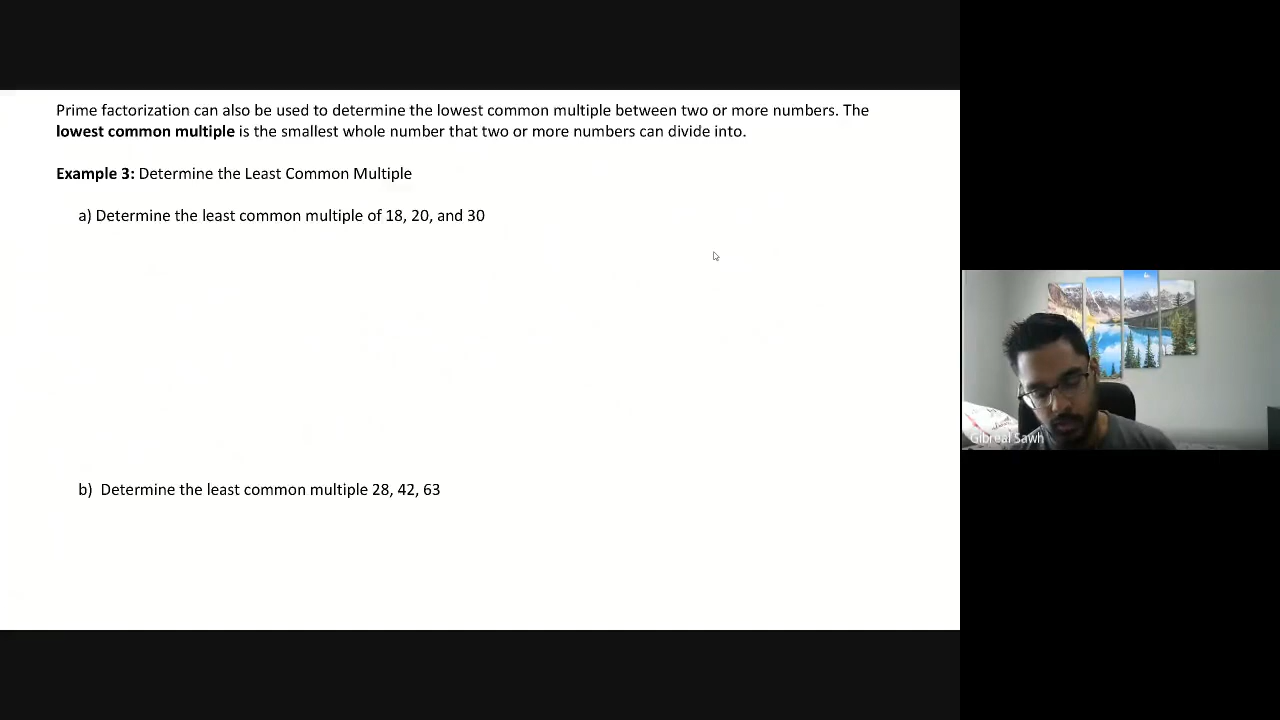 Prime factorization can also be used to determine the lowest common multiple between two or more numbers. The
lowest common multiple is the smallest whole number that two or more numbers can divide into.
Example 3: Determine the Least Common Multiple
a) Determine the least common multiple of 18, 20, and 30
b) Determine the least common multiple 28, 42, 63
Gibreal Sawh